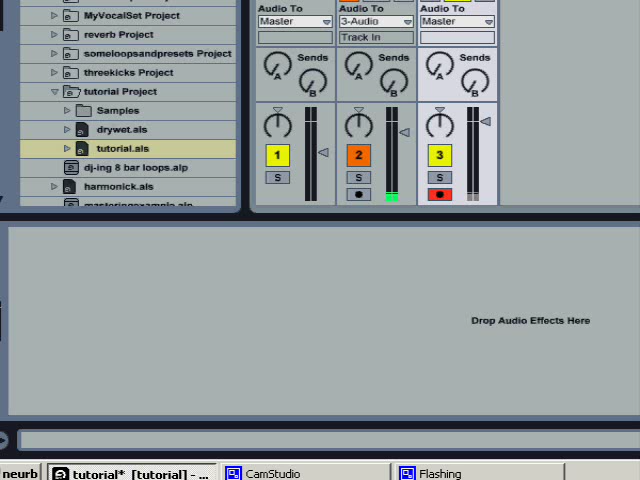 MyVocalSet Project
reverb Project
someloopsandpresets Project
threekicks Project
tutorial Project
Samples
drywet.als
tutorial.als
dj-ing 8 bar loops.alp
harmonick.als
masteringexample.alp
Audio To Audio To Audio To
Master 3-Audio Master
Track In
Sends Sends Sends
A B A B A B
1 2 3
S S S
Drop Audio Effects Here
neurb tutorial* [tutorial] - ... CamStudio Flashing